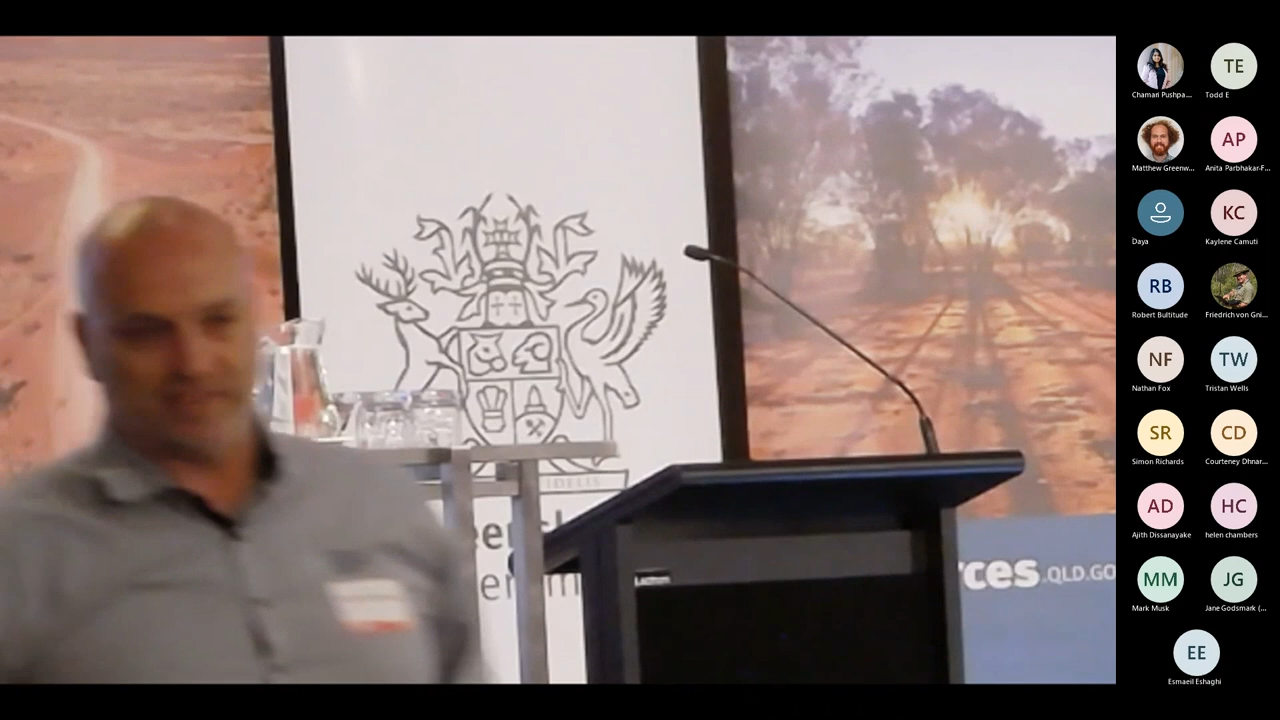 Chamari Pushpa...
TE
Todd E
Matthew Greenw...
AP
Anita Parbhakar-F...
Daya
KC
Kaylene Camuti
RB
Robert Bultitude
Friedrich von Gni...
NF
Nathan Fox
TW
Tristan Wells
SR
Simon Richards
CD
Courteney Dhnar...
AD
Ajith Dissanayake
HC
helen chambers
MM
Mark Musk
JG
Jane Godsmark (...
EE
Esmaeil Eshaghi
rces.QLD.GO
Lectrum